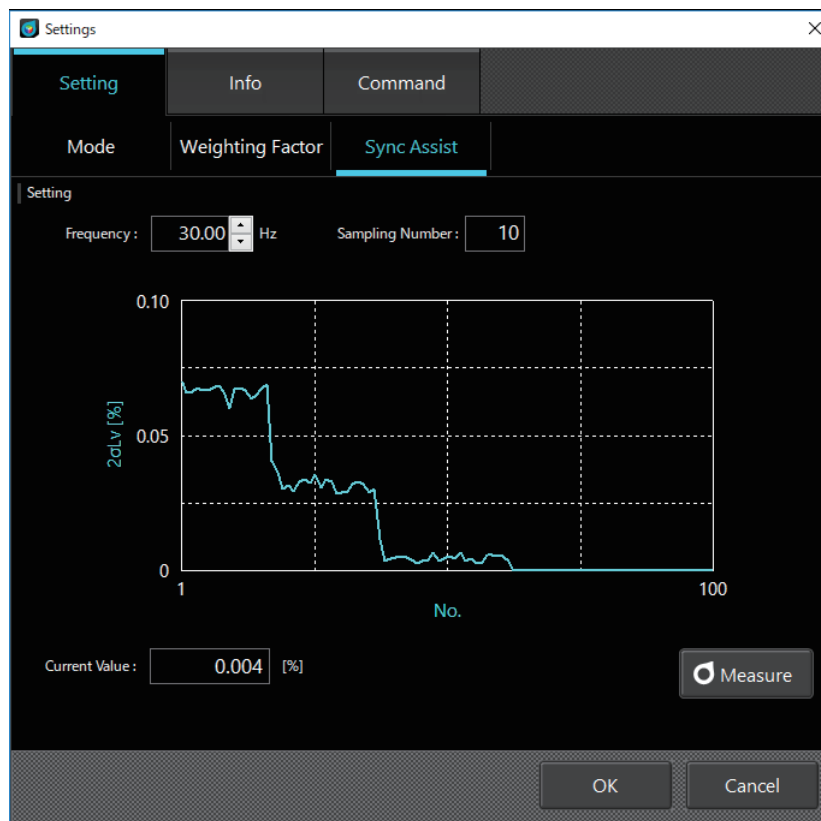 Settings
Setting Info Command
Mode Weighting Factor Sync Assist
Setting
Frequency : 30.00 Hz Sampling Number : 10
0.10
2σLv [%]
0.05
0
1 100
No.
Current Value : 0.004 [%]
Measure
OK Cancel